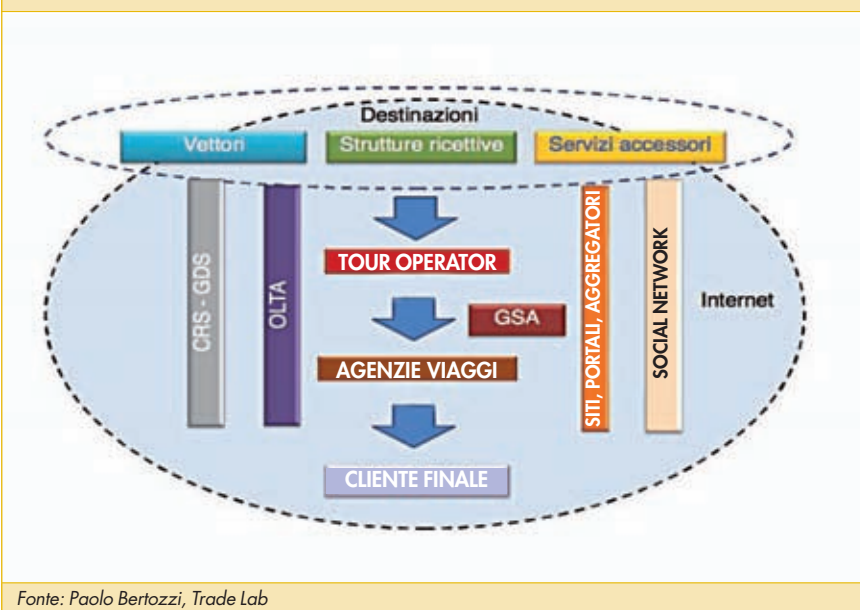 Destinazioni
Vettori
Strutture ricettive
Servizi accessori
CRS - GDS
OLTA
TOUR OPERATOR
GSA
AGENZIE VIAGGI
CLIENTE FINALE
SITI, PORTALI, AGGREGATORI
SOCIAL NETWORK
Internet
Fonte: Paolo Bertozzi, Trade Lab